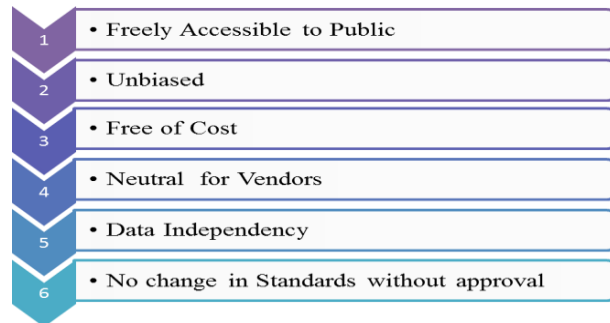 1 • Freely Accessible to Public
2 • Unbiased
3 • Free of Cost
4 • Neutral for Vendors
5 • Data Independency
6 • No change in Standards without approval